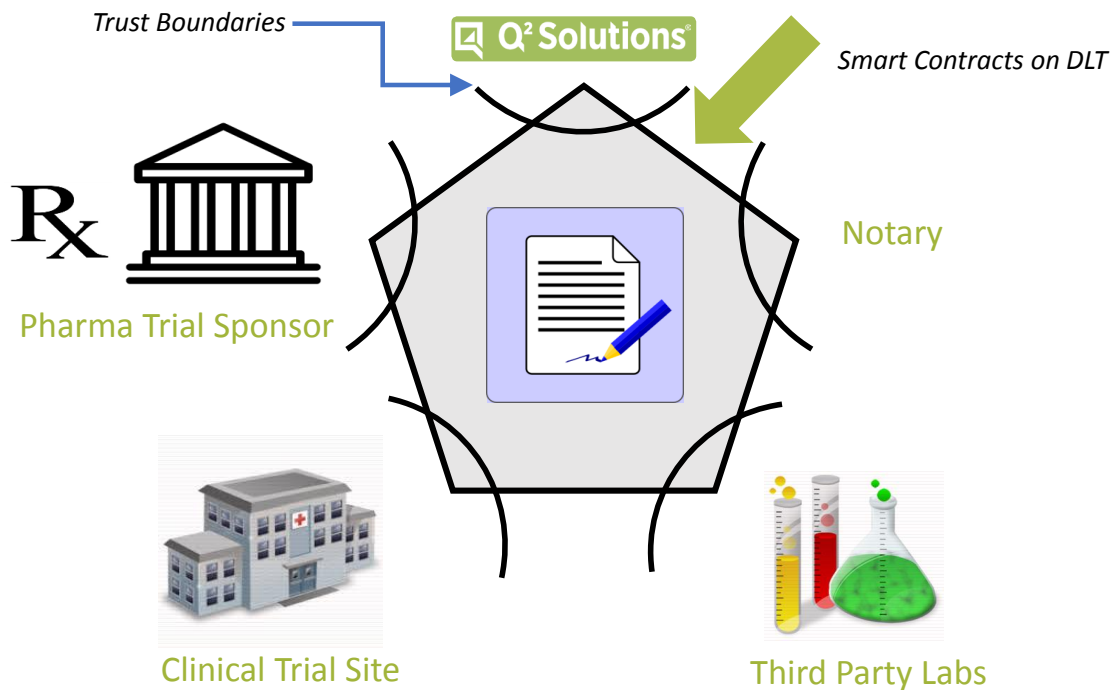 Trust Boundaries
Q² Solutions®
Smart Contracts on DLT
Rx
Notary
Pharma Trial Sponsor
Clinical Trial Site
Third Party Labs